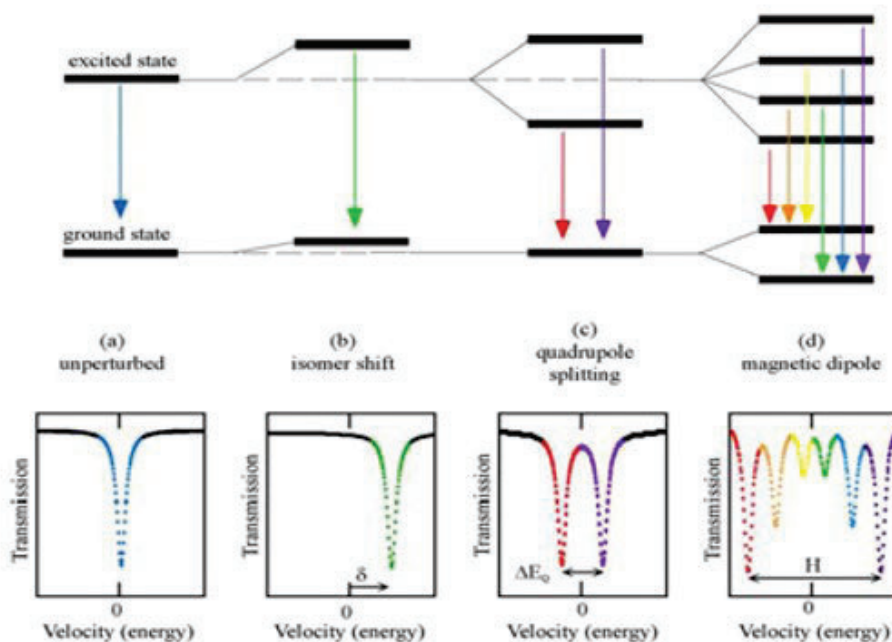 excited state
ground state
(a)
unperturbed
(b)
isomer shift
(c)
quadrupole
splitting
(d)
magnetic dipole
Transmission
0
Velocity (energy)
Transmission
δ
0
Velocity (energy)
Transmission
ΔE_Q
0
Velocity (energy)
Transmission
H
0
Velocity (energy)